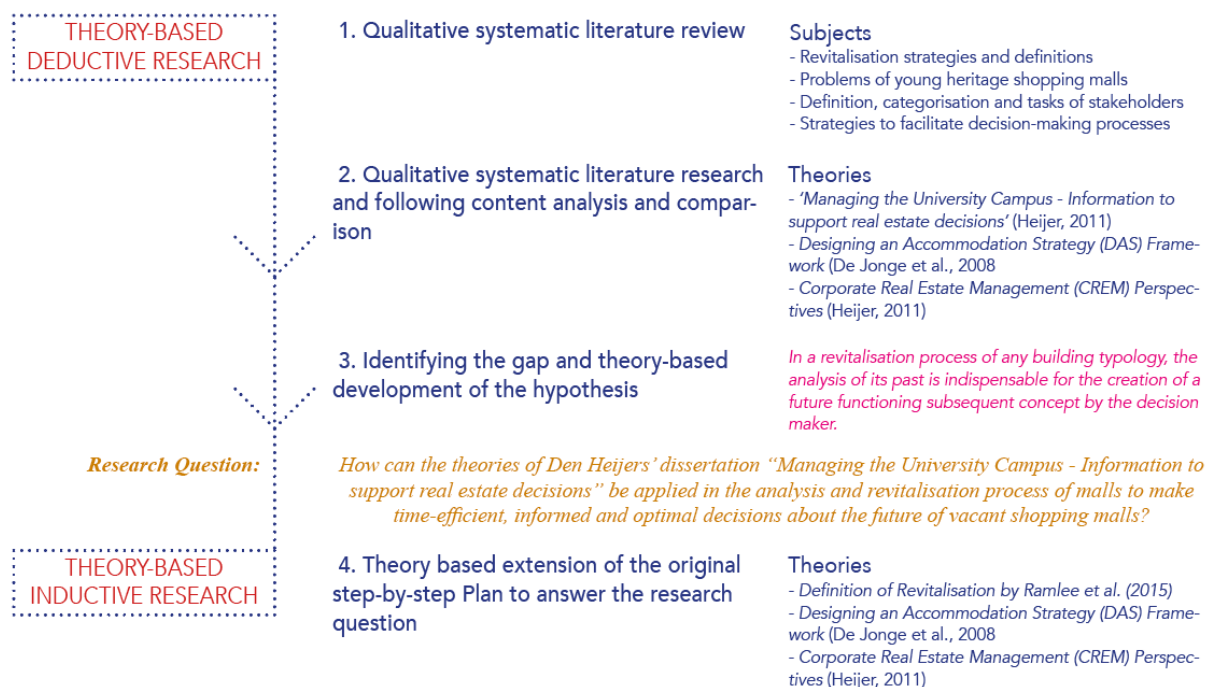 THEORY-BASED
DEDUCTIVE RESEARCH
1. Qualitative systematic literature review
Subjects
- Revitalisation strategies and definitions
- Problems of young heritage shopping malls
- Definition, categorisation and tasks of stakeholders
- Strategies to facilitate decision-making processes
2. Qualitative systematic literature research
and following content analysis and compar-
ison
Theories
- ‘Managing the University Campus - Information to
support real estate decisions’ (Heijer, 2011)
- Designing an Accommodation Strategy (DAS) Frame-
work (De Jonge et al., 2008
- Corporate Real Estate Management (CREM) Perspec-
tives (Heijer, 2011)
3. Identifying the gap and theory-based
development of the hypothesis
In a revitalisation process of any building typology, the
analysis of its past is indispensable for the creation of a
future functioning subsequent concept by the decision
maker.
Research Question:
How can the theories of Den Heijers’ dissertation “Managing the University Campus - Information to
support real estate decisions” be applied in the analysis and revitalisation process of malls to make
time-efficient, informed and optimal decisions about the future of vacant shopping malls?
THEORY-BASED
INDUCTIVE RESEARCH
4. Theory based extension of the original
step-by-step Plan to answer the research
question
Theories
- Definition of Revitalisation by Ramlee et al. (2015)
- Designing an Accommodation Strategy (DAS) Frame-
work (De Jonge et al., 2008
- Corporate Real Estate Management (CREM) Perspec-
tives (Heijer, 2011)